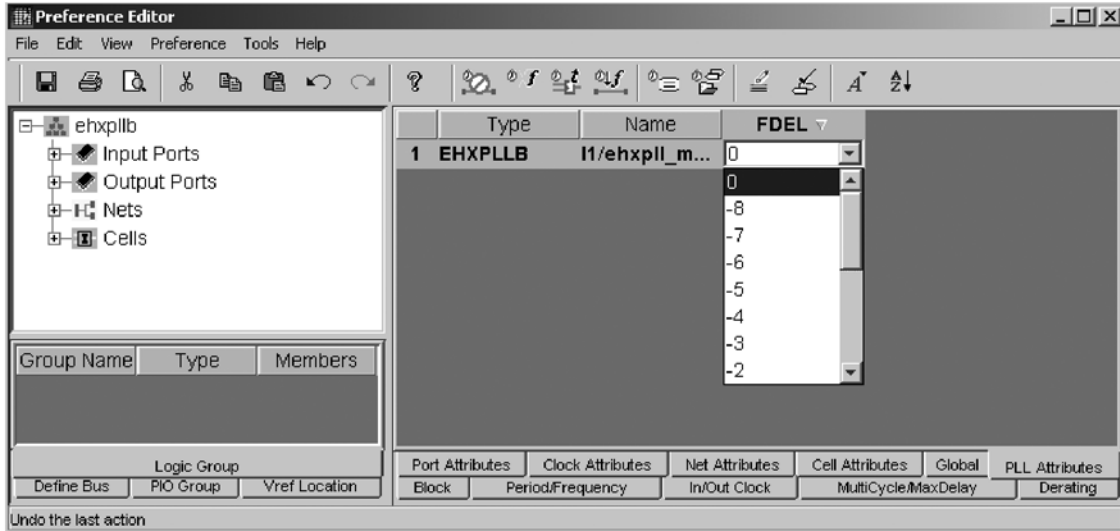 Preference Editor
File Edit View Preference Tools Help
ehxpllb
Input Ports
Output Ports
Nets
Cells
Group Name Type Members
Logic Group
Define Bus PIO Group Vref Location
Type Name FDEL
1 EHXPLLB I1/ehxpll_m... 0
0
-8
-7
-6
-5
-4
-3
-2
Port Attributes Clock Attributes Net Attributes Cell Attributes Global PLL Attributes
Block Period/Frequency In/Out Clock MultiCycle/MaxDelay Derating
Undo the last action